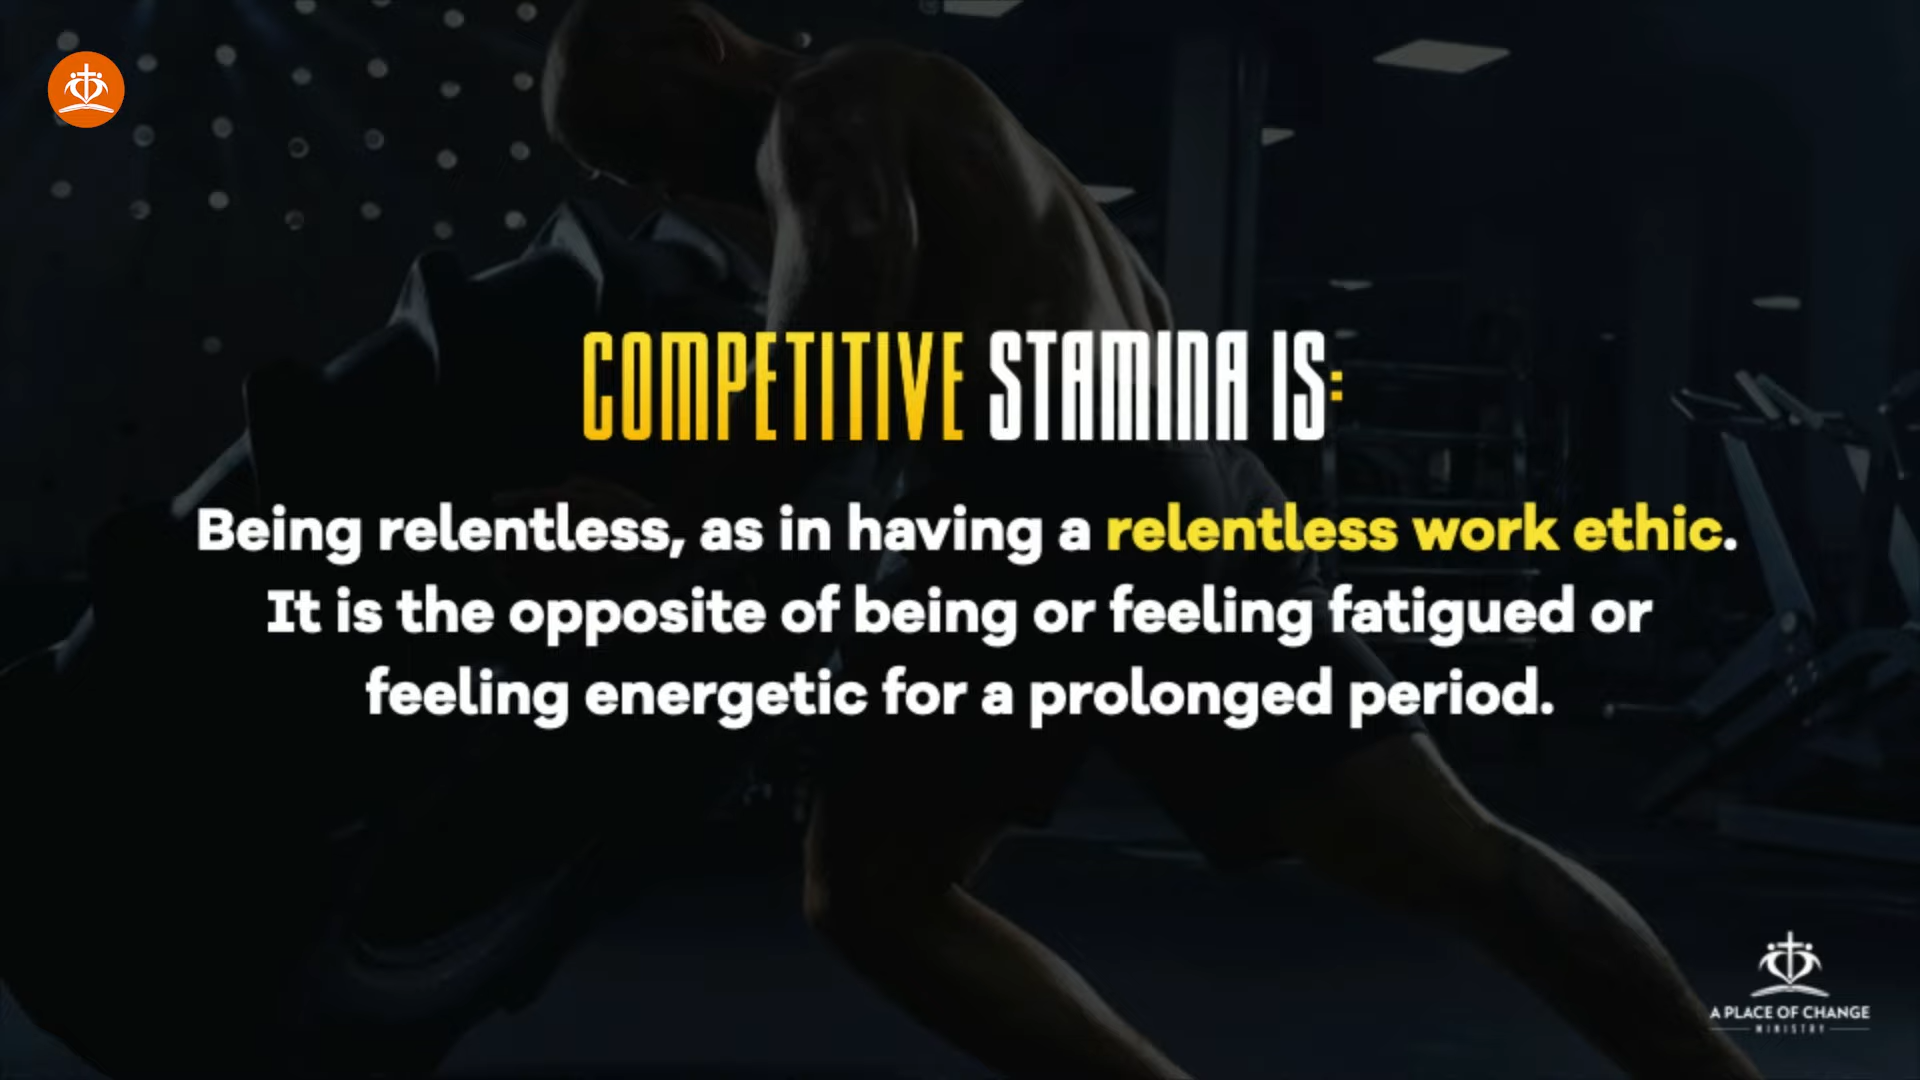 COMPETITIVE STAMINA IS:
Being relentless, as in having a relentless work ethic.
It is the opposite of being or feeling fatigued or
feeling energetic for a prolonged period.
A PLACE OF CHANGE
MINISTRY